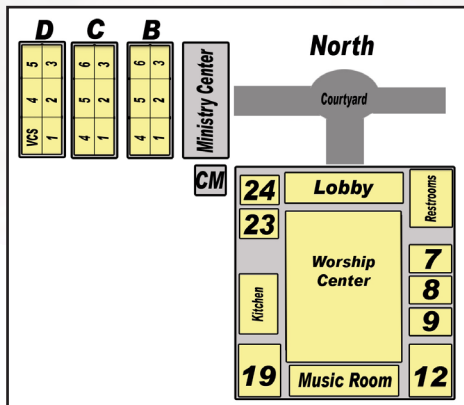 D C B
North
5 3
4 2
VCS 1
6 3
5 2
4 1
6 3
5 2
4 1
Ministry Center
Courtyard
CM
24
Lobby
Restrooms
23
Worship
Center
7
8
9
Kitchen
19
Music Room
12